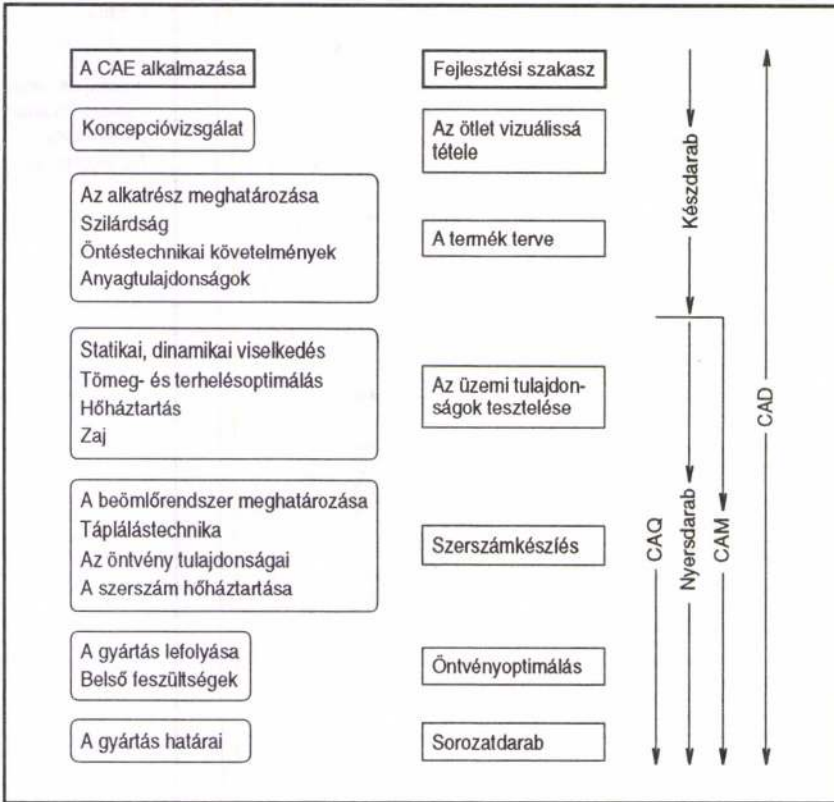 A CAE alkalmazása
Fejlesztési szakasz
Koncepcióvizsgálat
Az ötlet vizuálissá
tétele
Az alkatrész meghatározása
Szilárdság
Öntéstechnikai követelmények
Anyagtulajdonságok
A termék terve
Statikai, dinamikai viselkedés
Tömeg- és terhelésoptimálás
Hőháztartás
Zaj
Az üzemi tulajdon-
ságok tesztelése
A beömlőrendszer meghatározása
Táplálástechnika
Az öntvény tulajdonságai
A szerszám hőháztartása
Szerszámkészíés
A gyártás lefolyása
Belső feszültségek
Öntvényoptimálás
A gyártás határai
Sorozatdarab
Készdarab
CAQ
Nyersdarab
CAM
CAD